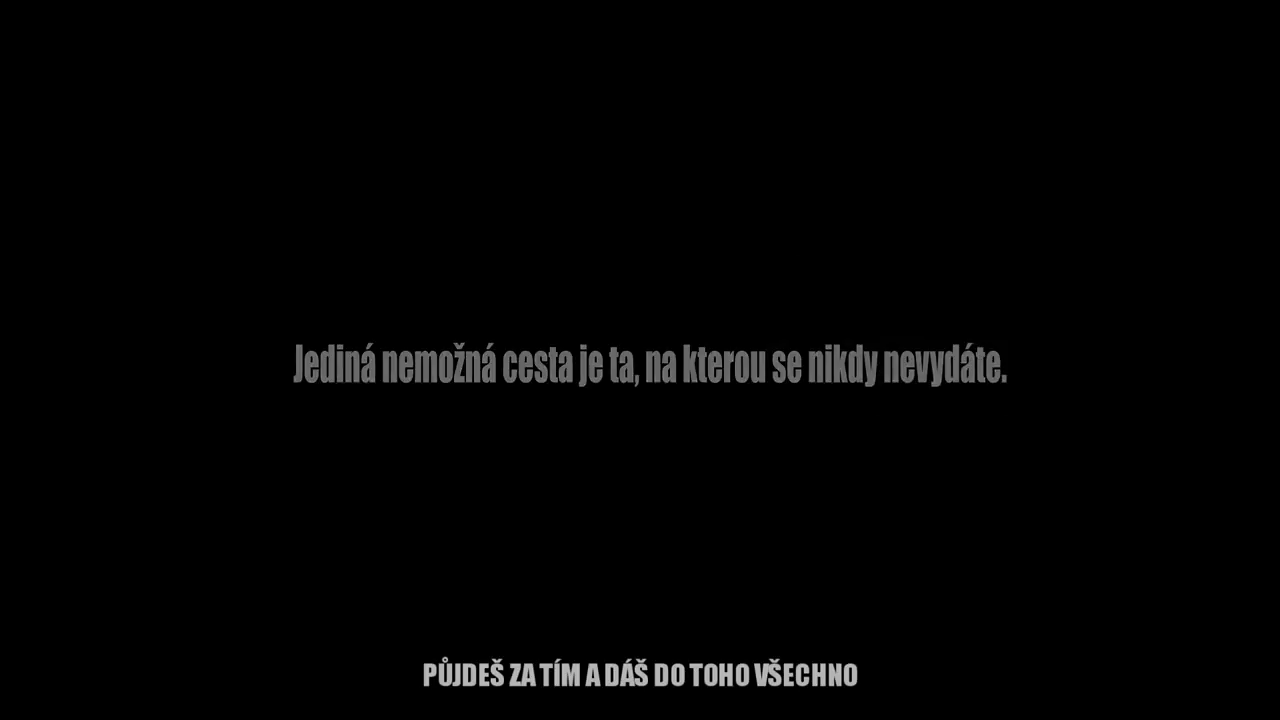 Jediná nemožná cesta je ta, na kterou se nikdy nevydáte.
PŮJDEŠ ZA TÍM A DÁŠ DO TOHO VŠECHNO